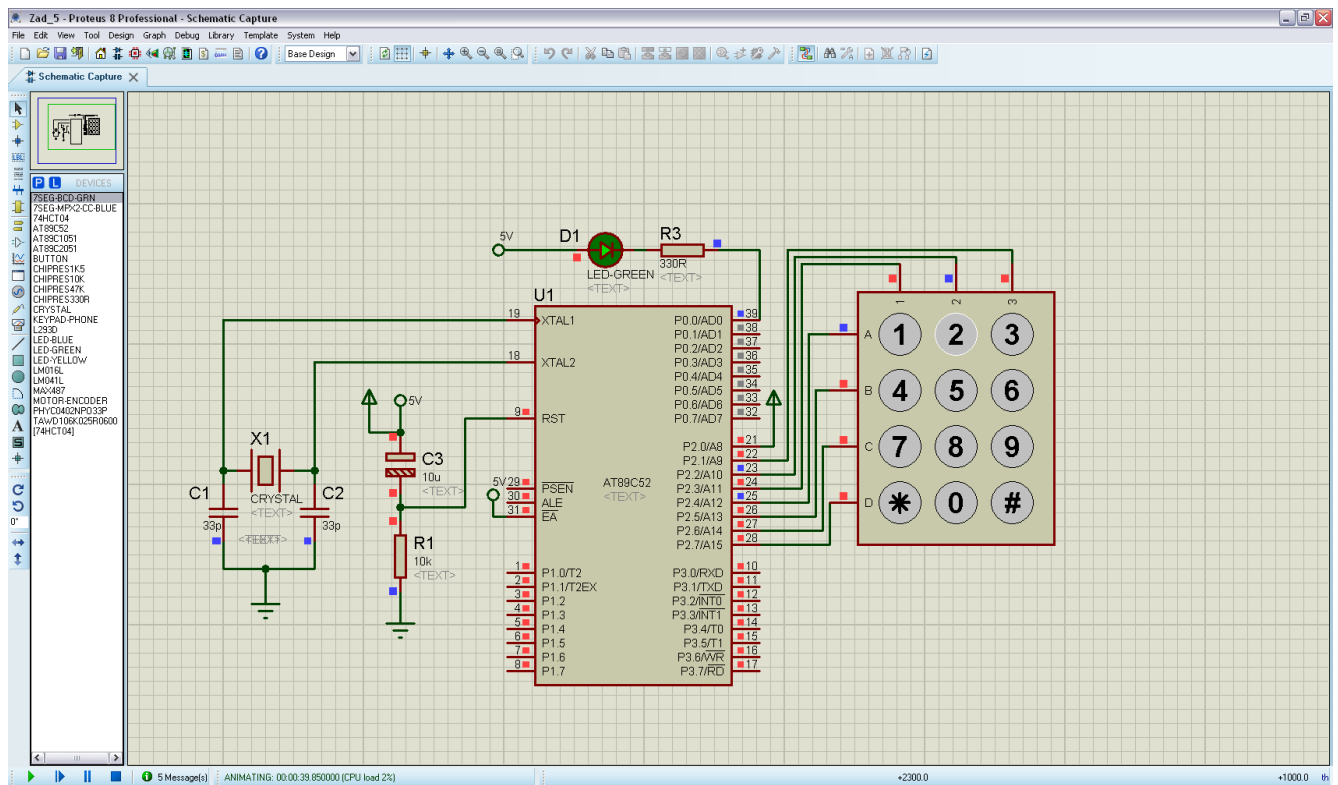 Zad_5 - Proteus 8 Professional - Schematic Capture
File Edit View Tool Design Graph Debug Library Template System Help
Base Design
Schematic Capture
P L DEVICES
7SEG-BCD-GRN
7SEG-MPX2-CC-BLUE
74HCT04
AT89C52
AT89C1051
AT89C2051
BUTTON
CHIPRES1K5
CHIPRES10K
CHIPRES47K
CHIPRES330R
CRYSTAL
KEYPAD-PHONE
L293D
LED-BLUE
LED-GREEN
LED-YELLOW
LM016L
LM041L
MAX487
MOTOR-ENCODER
PHYC0402NPO33P
TAWD106K025R0600
[74HCT04]
LBL
A
S
0°
5V
D1
LED-GREEN
<TEXT>
R3
330R
<TEXT>
U1
19 XTAL1
18 XTAL2
9 RST
29 PSEN
30 ALE
31 EA
1 P1.0/T2
2 P1.1/T2EX
3 P1.2
4 P1.3
5 P1.4
6 P1.5
7 P1.6
8 P1.7
AT89C52
<TEXT>
P0.0/AD0 39
P0.1/AD1 38
P0.2/AD2 37
P0.3/AD3 36
P0.4/AD4 35
P0.5/AD5 34
P0.6/AD6 33
P0.7/AD7 32
P2.0/A8 21
P2.1/A9 22
P2.2/A10 23
P2.3/A11 24
P2.4/A12 25
P2.5/A13 26
P2.6/A14 27
P2.7/A15 28
P3.0/RXD 10
P3.1/TXD 11
P3.2/INT0 12
P3.3/INT1 13
P3.4/T0 14
P3.5/T1 15
P3.6/WR 16
P3.7/RD 17
X1
CRYSTAL
<TEXT>
C1
33p
C2
33p
5V
C3
10u
<TEXT>
5V
R1
10k
<TEXT>
1 2 3
A 1 2 3
B 4 5 6
C 7 8 9
D * 0 #
5 Message(s) ANIMATING: 00:00:39.850000 (CPU load 2%) +2300.0 +1000.0 th